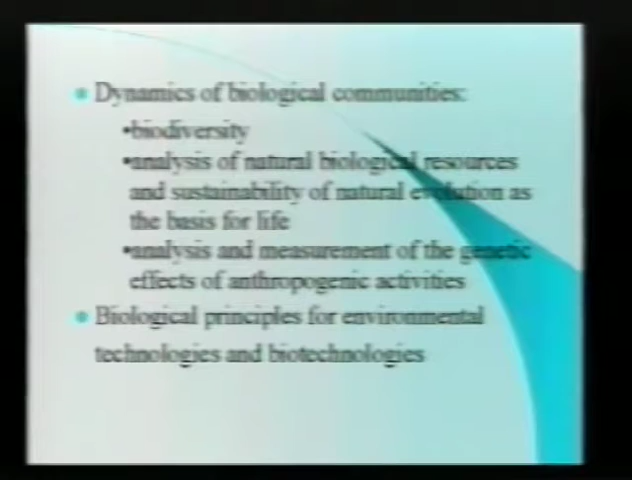 • Dynamics of biological communities:
•biodiversity
•analysis of natural biological resources
and sustainability of natural evolution as
the basis for life
•analysis and measurement of the genetic
effects of anthropogenic activities
• Biological principles for environmental
technologies and biotechnologies